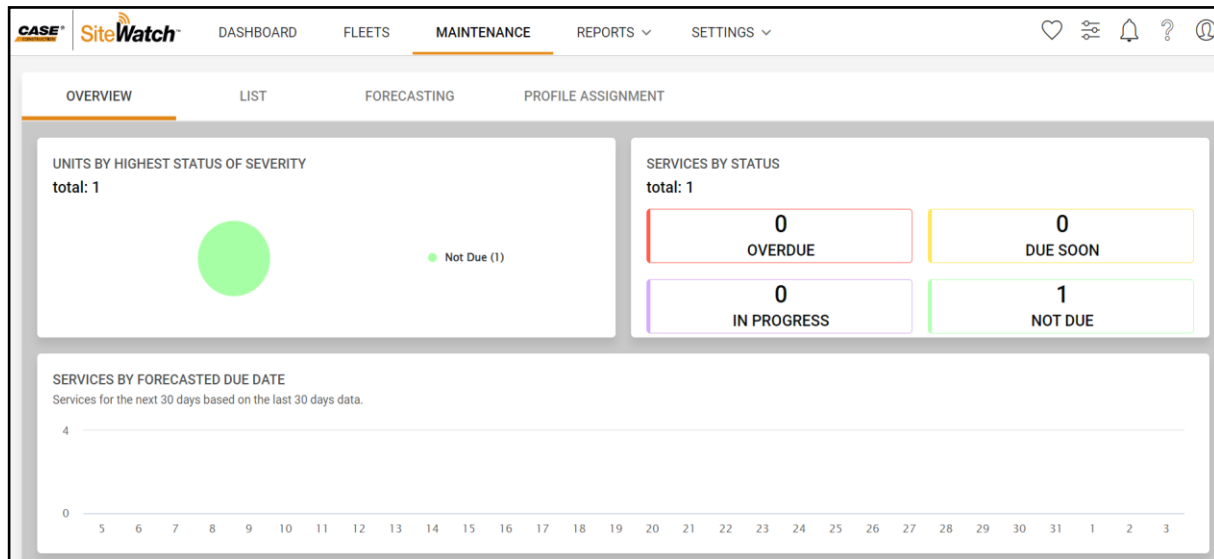 CASE CONSTRUCTION SiteWatch™ DASHBOARD FLEETS MAINTENANCE REPORTS SETTINGS
OVERVIEW LIST FORECASTING PROFILE ASSIGNMENT
UNITS BY HIGHEST STATUS OF SEVERITY
total: 1
Not Due (1)
SERVICES BY STATUS
total: 1
0
OVERDUE
0
DUE SOON
0
IN PROGRESS
1
NOT DUE
SERVICES BY FORECASTED DUE DATE
Services for the next 30 days based on the last 30 days data.
4
0
5 6 7 8 9 10 11 12 13 14 15 16 17 18 19 20 21 22 23 24 25 26 27 28 29 30 31 1 2 3